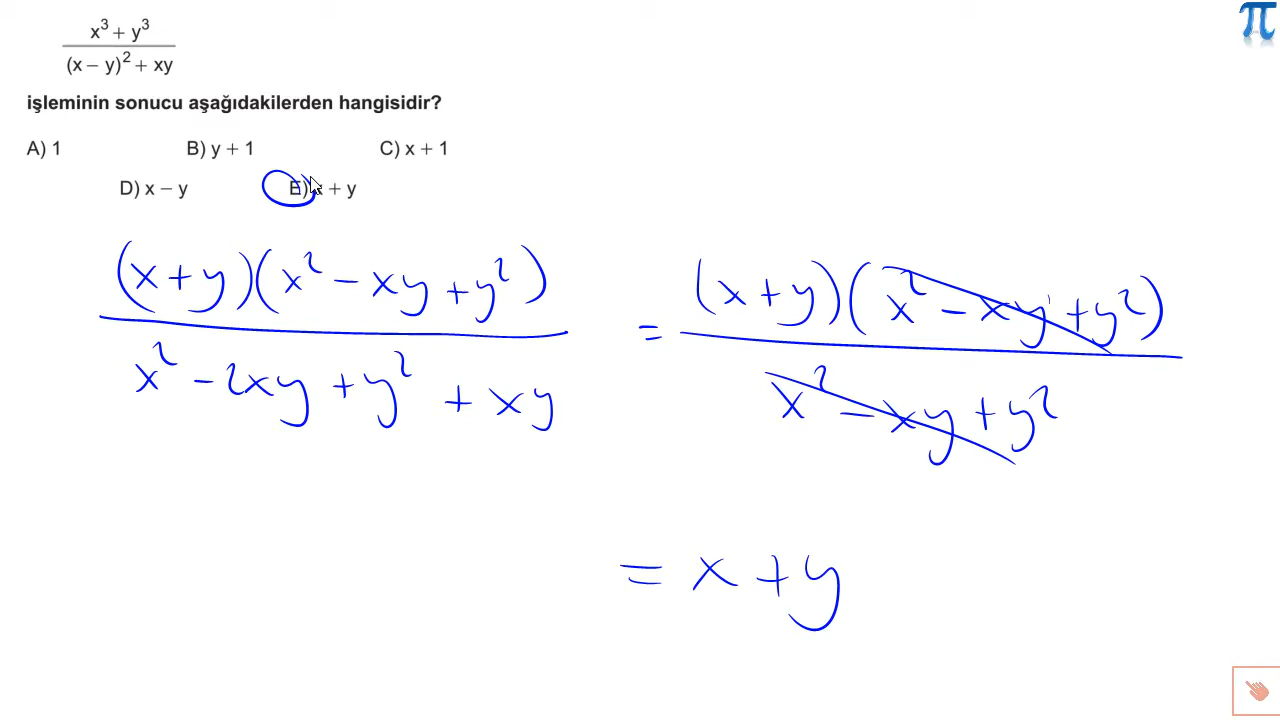 π
x³ + y³
(x – y)² + xy
işleminin sonucu aşağıdakilerden hangisidir?
A) 1 B) y + 1 C) x + 1
D) x – y E) x + y
(x + y)(x² – xy + y²) = (x + y)(x² – xy + y²)
x² – 2xy + y² + xy x² – xy + y²
= x + y